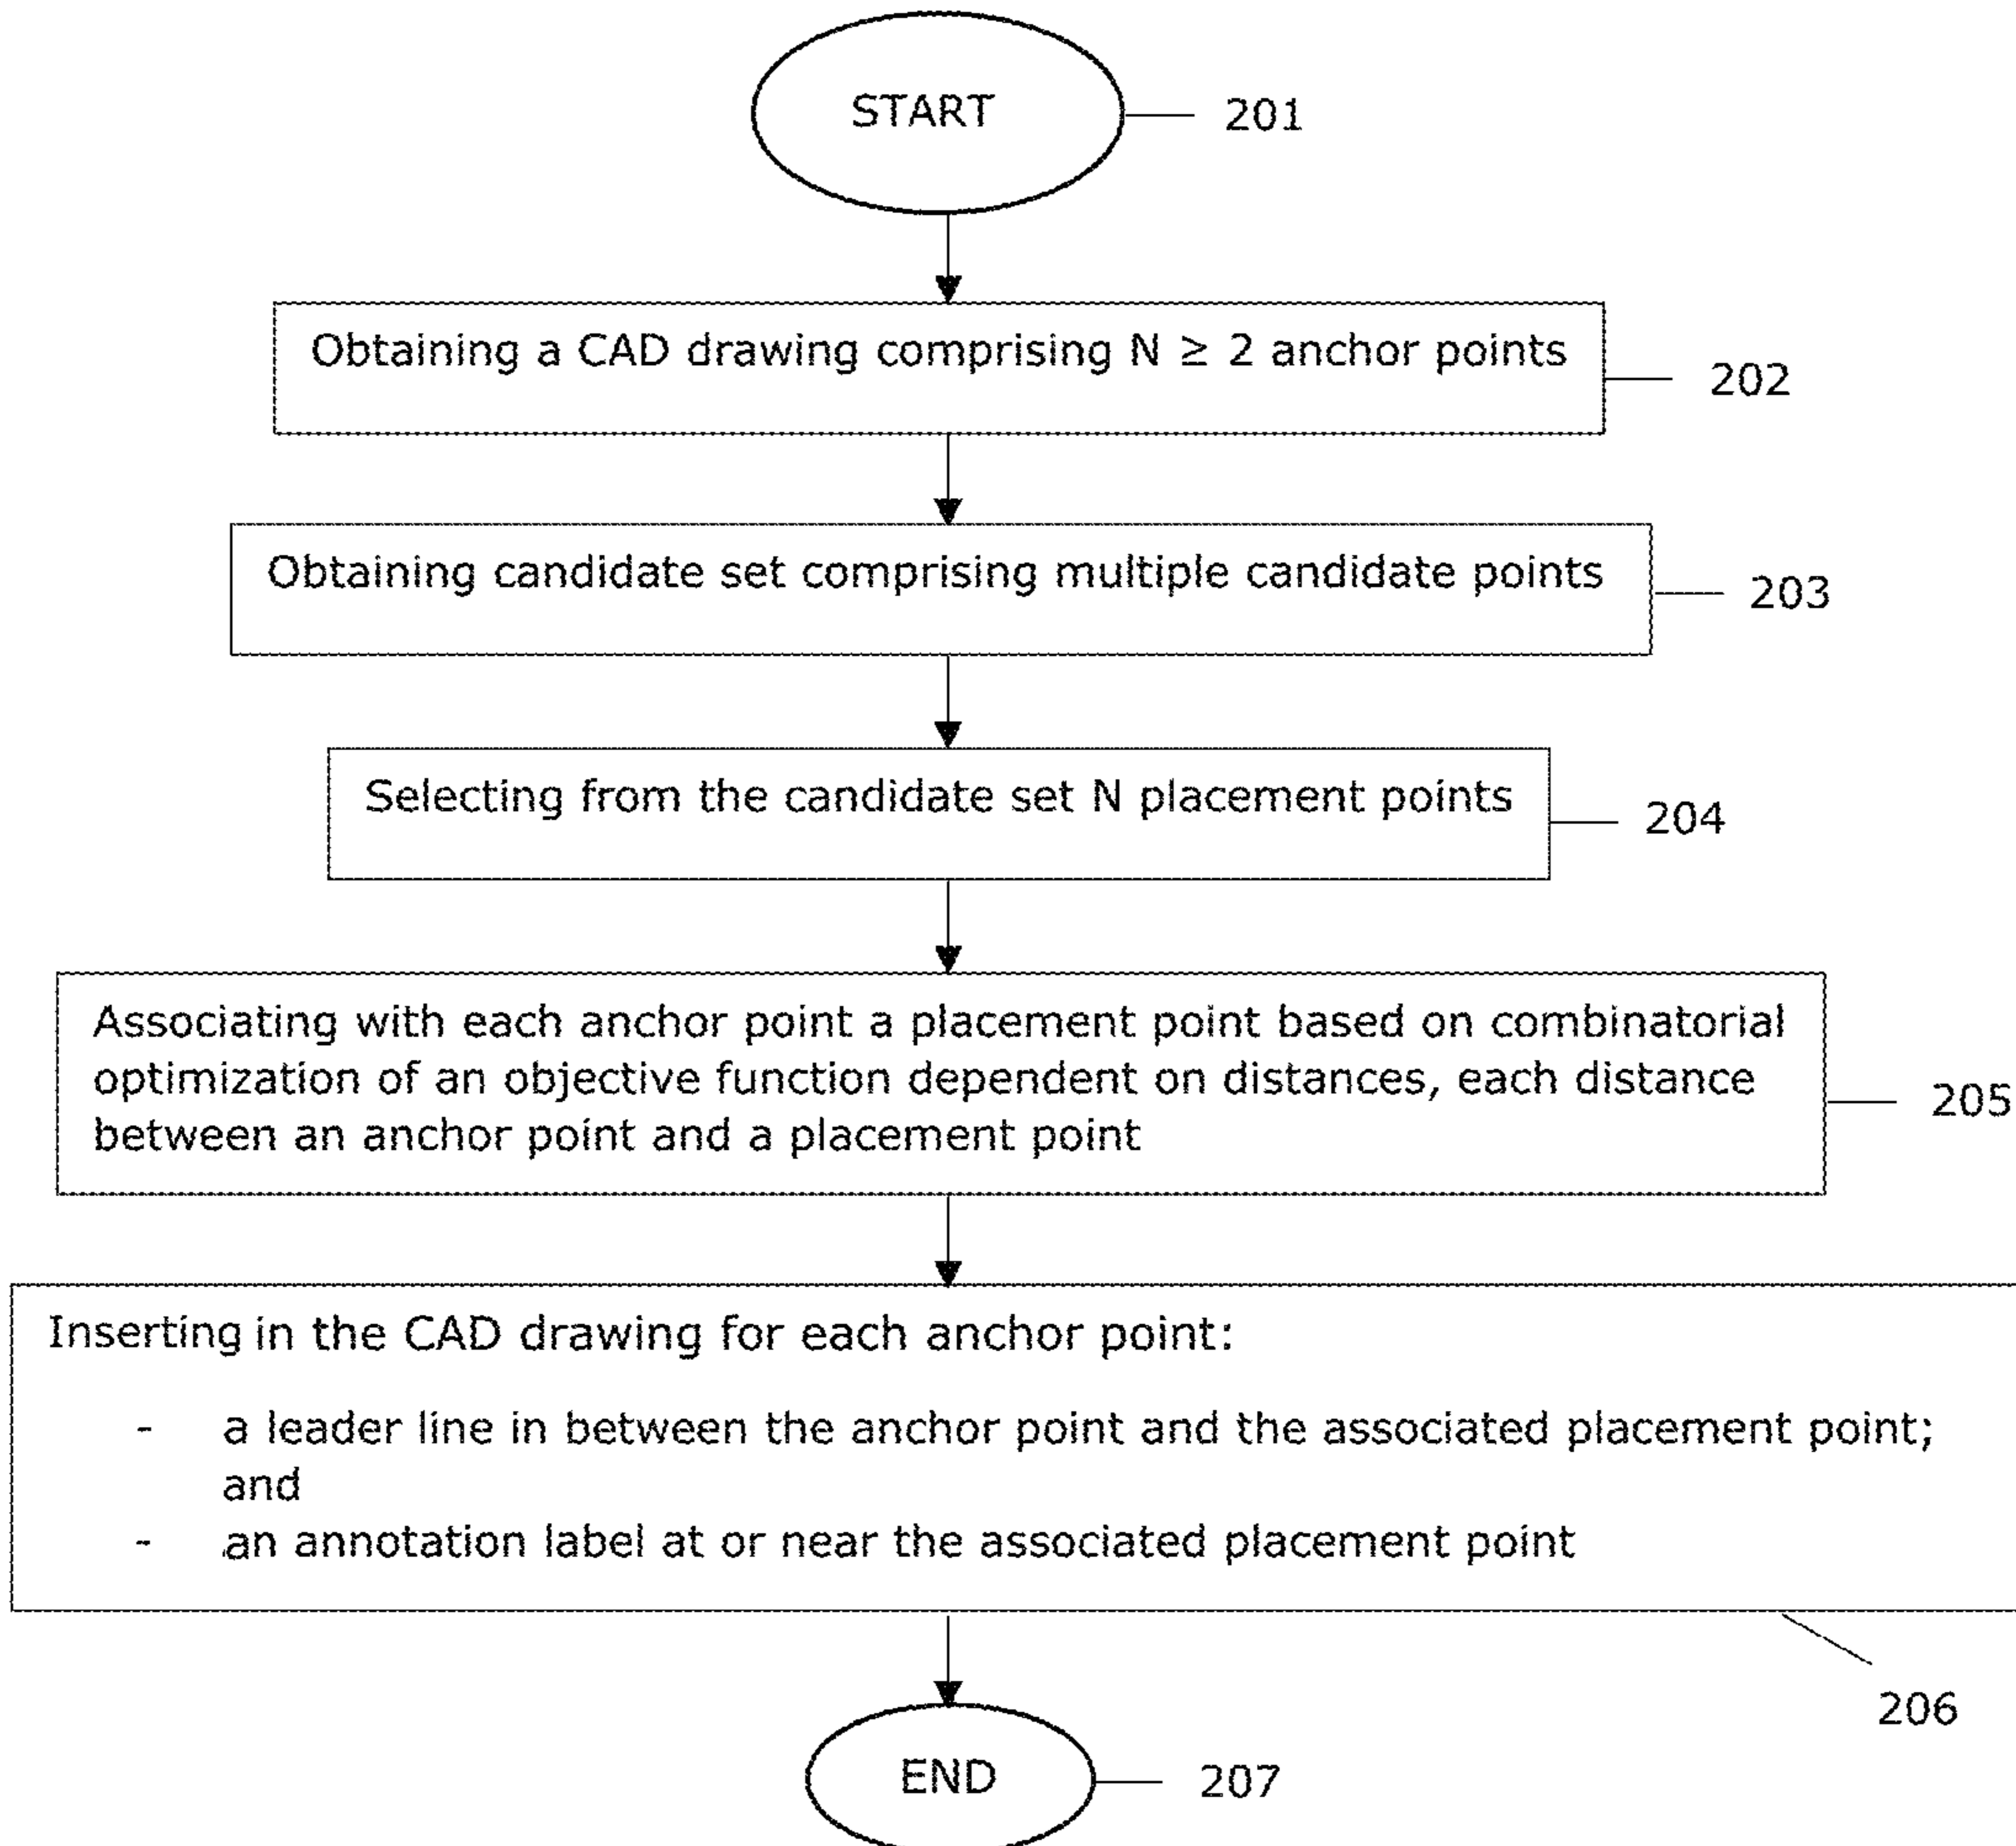 START
201
Obtaining a CAD drawing comprising N ≥ 2 anchor points
202
Obtaining candidate set comprising multiple candidate points
203
Selecting from the candidate set N placement points
204
Associating with each anchor point a placement point based on combinatorial
optimization of an objective function dependent on distances, each distance
between an anchor point and a placement point
205
Inserting in the CAD drawing for each anchor point:
- a leader line in between the anchor point and the associated placement point;
and
- an annotation label at or near the associated placement point
206
END
207